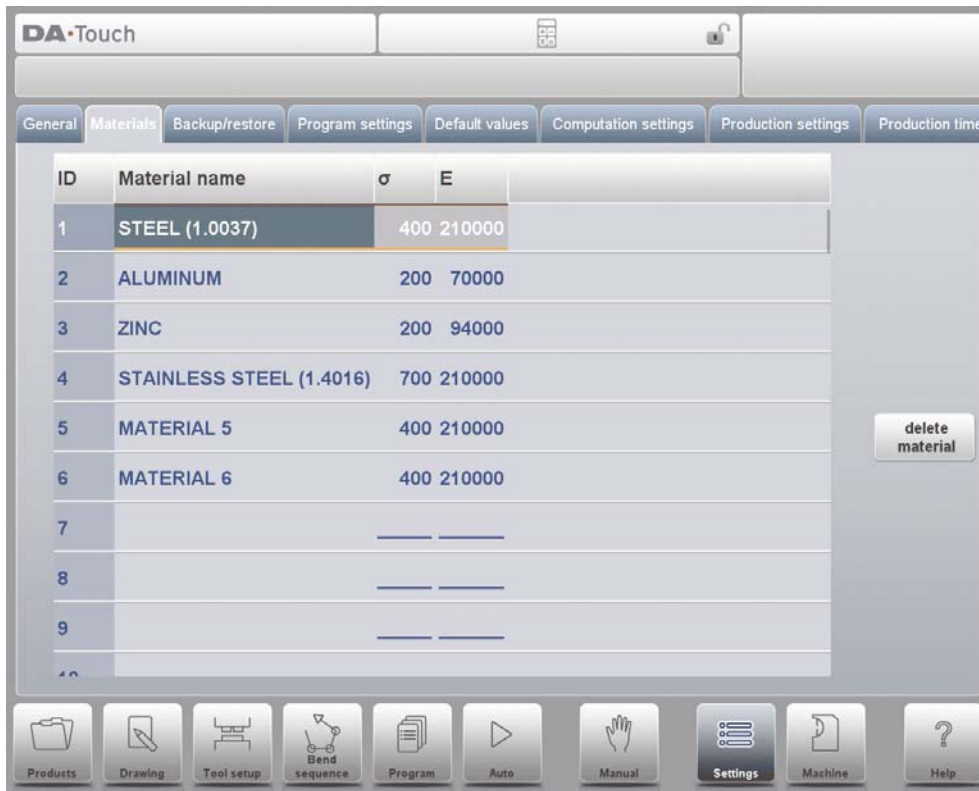 DA·Touch
General Materials Backup/restore Program settings Default values Computation settings Production settings Production time
ID Material name σ E
1 STEEL (1.0037) 400 210000
2 ALUMINUM 200 70000
3 ZINC 200 94000
4 STAINLESS STEEL (1.4016) 700 210000
5 MATERIAL 5 400 210000
6 MATERIAL 6 400 210000
7
8
9
10
delete
material
Products Drawing Tool setup Bend sequence Program Auto Manual Settings Machine Help